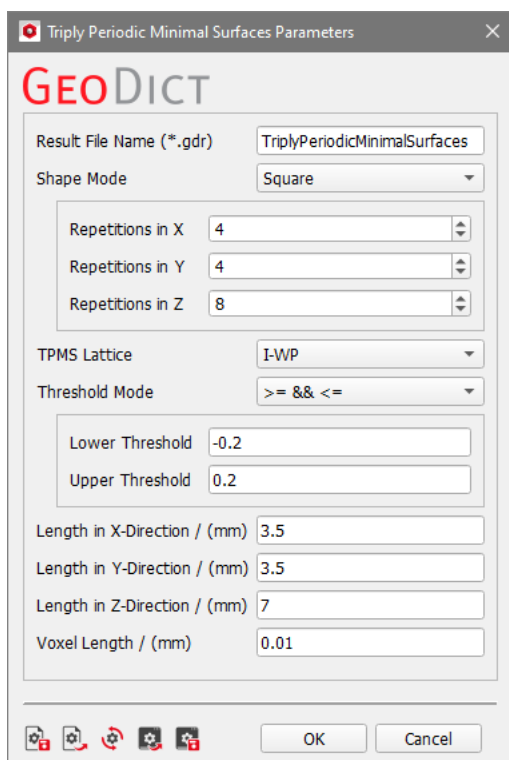 Triply Periodic Minimal Surfaces Parameters
GEODICT
Result File Name (*.gdr) TriplyPeriodicMinimalSurfaces
Shape Mode Square
Repetitions in X 4
Repetitions in Y 4
Repetitions in Z 8
TPMS Lattice I-WP
Threshold Mode >= && <=
Lower Threshold -0.2
Upper Threshold 0.2
Length in X-Direction / (mm) 3.5
Length in Y-Direction / (mm) 3.5
Length in Z-Direction / (mm) 7
Voxel Length / (mm) 0.01
OK Cancel